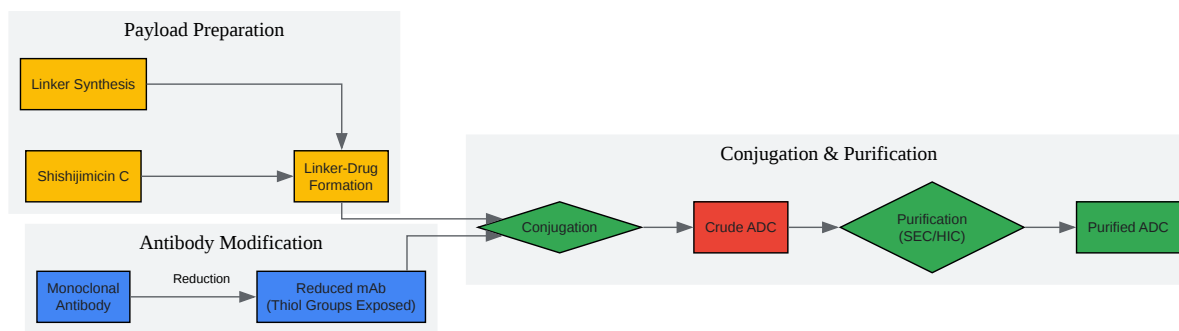 Payload Preparation
Linker Synthesis
Shishijimicin C
Linker-Drug
Formation
Antibody Modification
Monoclonal
Antibody
Reduction
Reduced mAb
(Thiol Groups Exposed)
Conjugation & Purification
Conjugation
Crude ADC
Purification
(SEC/HIC)
Purified ADC